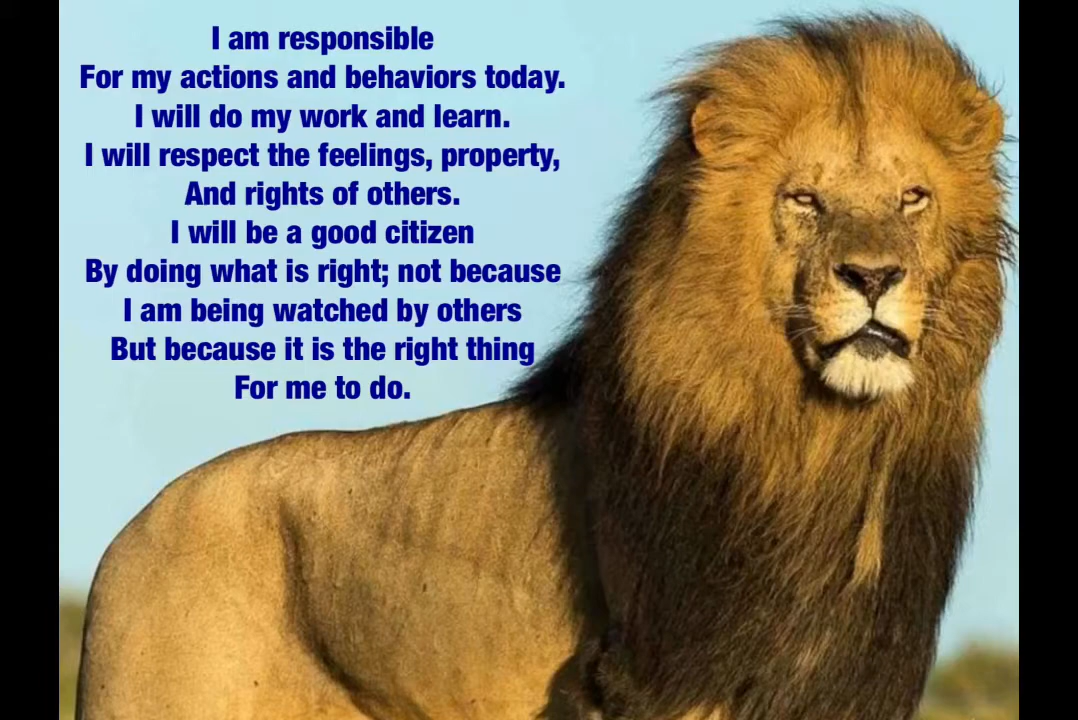 I am responsible
For my actions and behaviors today.
I will do my work and learn.
I will respect the feelings, property,
And rights of others.
I will be a good citizen
By doing what is right; not because
I am being watched by others
But because it is the right thing
For me to do.